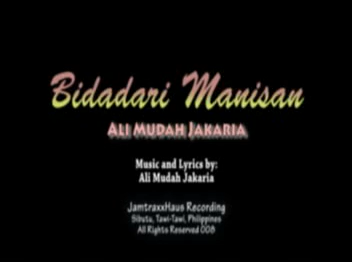 Bidadari Manisan
ALI MUDAH JAKARIA
Music and Lyrics by:
Ali Mudah Jakaria
JamtraxxHaus Recording
Sibutu, Tawi-Tawi, Philippines
All Rights Reserved 008